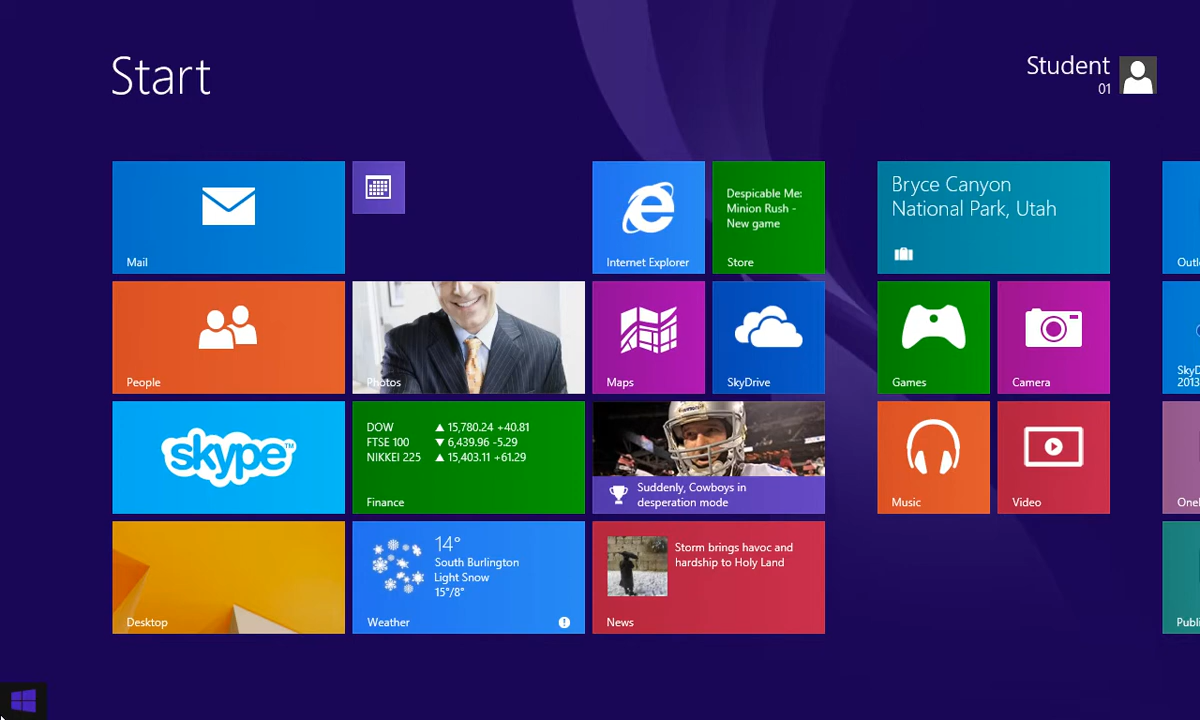 Start
Student
01
Mail
Internet Explorer
Despicable Me:
Minion Rush -
New game
Store
Bryce Canyon
National Park, Utah
People
Photos
Maps
SkyDrive
Games
Camera
2013
skype™
DOW ▲ 15,780.24 +40.81
FTSE 100 ▼ 6,439.96 -5.29
NIKKEI 225 ▲ 15,403.11 +61.29
Finance
Suddenly, Cowboys in
desperation mode
Music
Video
Desktop
14°
South Burlington
Light Snow
15°/8°
Weather
Storm brings havoc and
hardship to Holy Land
News